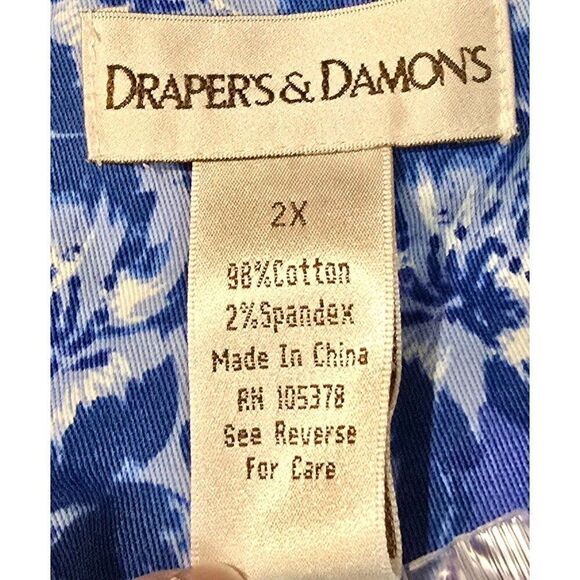 DRAPER'S & DAMON'S
2X
98%Cotton
2%Spandex
Made In China
RN 105378
See Reverse
For Care